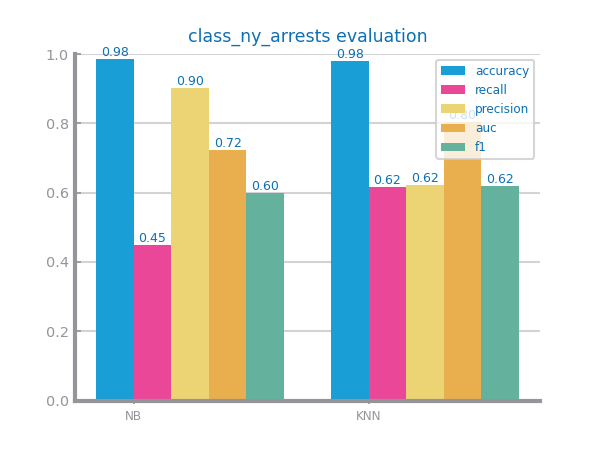 class_ny_arrests evaluation
1.0
0.8
0.6
0.4
0.2
0.0
0.98
0.45
0.90
0.72
0.60
0.98
0.62
0.62
0.80
0.62
accuracy
recall
precision
auc
f1
NB
KNN